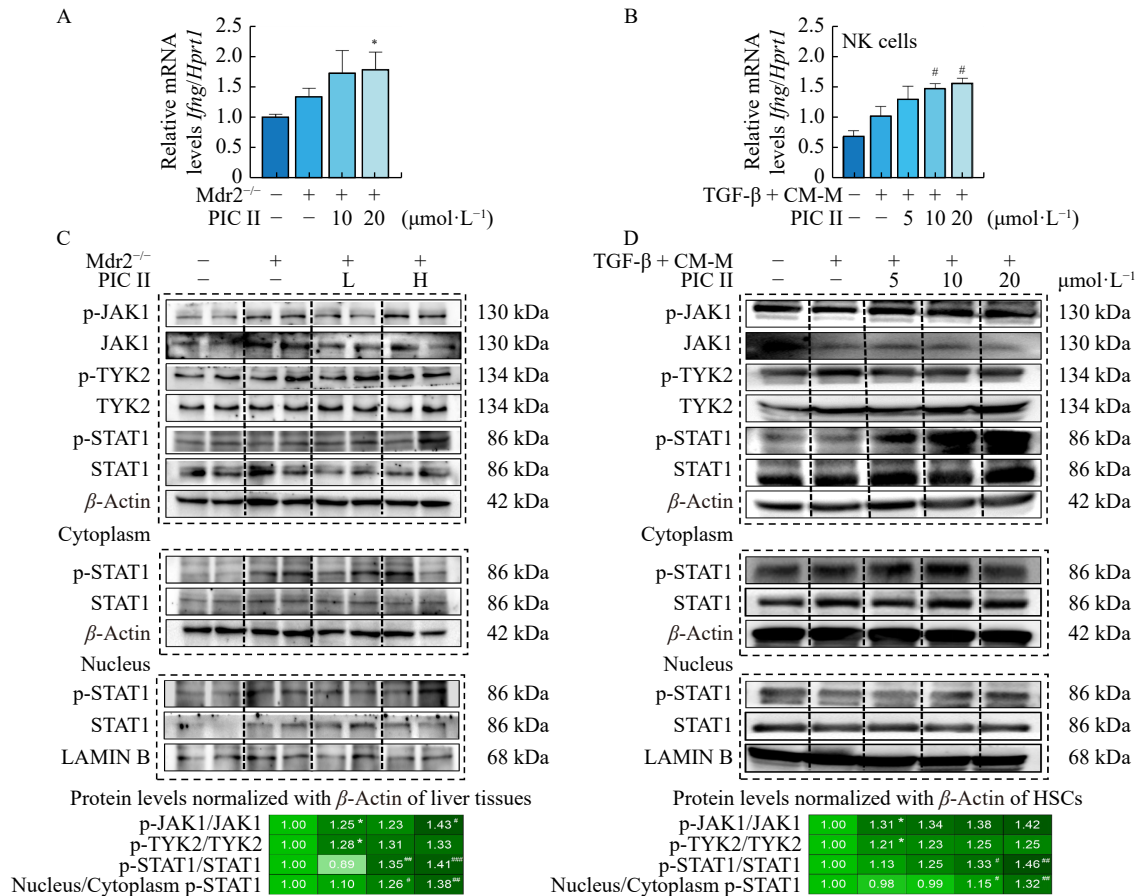 A
Relative mRNA
levels Ifng/Hprt1
2.5
2.0
1.5
1.0
0.5
0
*
Mdr2⁻/⁻ − + + +
PIC II − − 10 20 (μmol·L⁻¹)
B
Relative mRNA
levels Ifng/Hprt1
2.5
2.0
1.5
1.0
0.5
0
NK cells
# #
TGF-β + CM-M − + + + +
PIC II − − 5 10 20 (μmol·L⁻¹)
C
Mdr2⁻/⁻ − + + +
PIC II − − L H
p-JAK1 130 kDa
JAK1 130 kDa
p-TYK2 134 kDa
TYK2 134 kDa
p-STAT1 86 kDa
STAT1 86 kDa
β-Actin 42 kDa
Cytoplasm
p-STAT1 86 kDa
STAT1 86 kDa
β-Actin 42 kDa
Nucleus
p-STAT1 86 kDa
STAT1 86 kDa
LAMIN B 68 kDa
Protein levels normalized with β-Actin of liver tissues
p-JAK1/JAK1 1.00 1.25* 1.23 1.43#
p-TYK2/TYK2 1.00 1.28* 1.31 1.33
p-STAT1/STAT1 1.00 0.89 1.35## 1.41###
Nucleus/Cytoplasm p-STAT1 1.00 1.10 1.26# 1.38##
D
TGF-β + CM-M − + + + +
PIC II − − 5 10 20 μmol·L⁻¹
p-JAK1 130 kDa
JAK1 130 kDa
p-TYK2 134 kDa
TYK2 134 kDa
p-STAT1 86 kDa
STAT1 86 kDa
β-Actin 42 kDa
Cytoplasm
p-STAT1 86 kDa
STAT1 86 kDa
β-Actin 42 kDa
Nucleus
p-STAT1 86 kDa
STAT1 86 kDa
LAMIN B 68 kDa
Protein levels normalized with β-Actin of HSCs
p-JAK1/JAK1 1.00 1.31* 1.34 1.38 1.42
p-TYK2/TYK2 1.00 1.21* 1.23 1.25 1.25
p-STAT1/STAT1 1.00 1.13 1.25 1.33# 1.46##
Nucleus/Cytoplasm p-STAT1 1.00 0.98 0.99 1.15# 1.32##